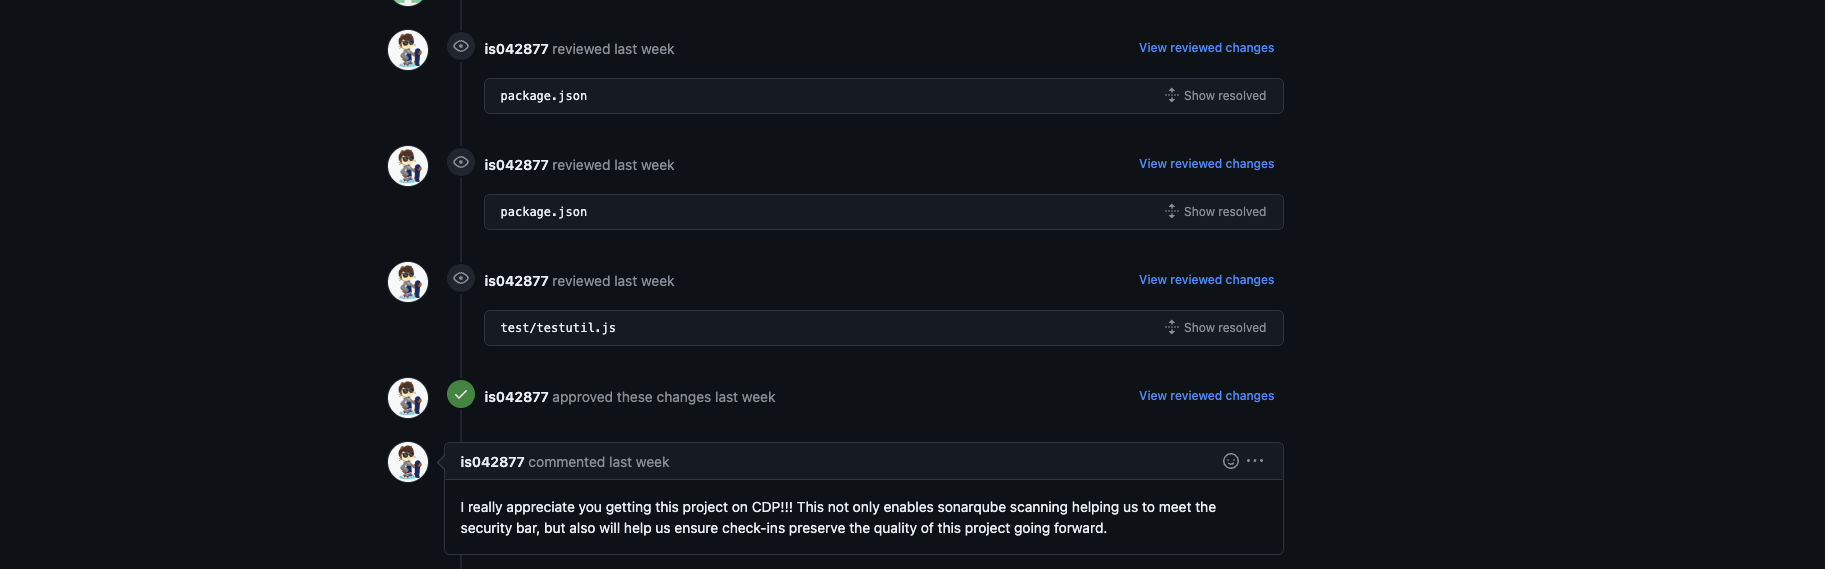 is042877 reviewed last week
View reviewed changes
package.json
Show resolved
is042877 reviewed last week
View reviewed changes
package.json
Show resolved
is042877 reviewed last week
View reviewed changes
test/testutil.js
Show resolved
is042877 approved these changes last week
View reviewed changes
is042877 commented last week
I really appreciate you getting this project on CDP!!! This not only enables sonarqube scanning helping us to meet the
security bar, but also will help us ensure check-ins preserve the quality of this project going forward.